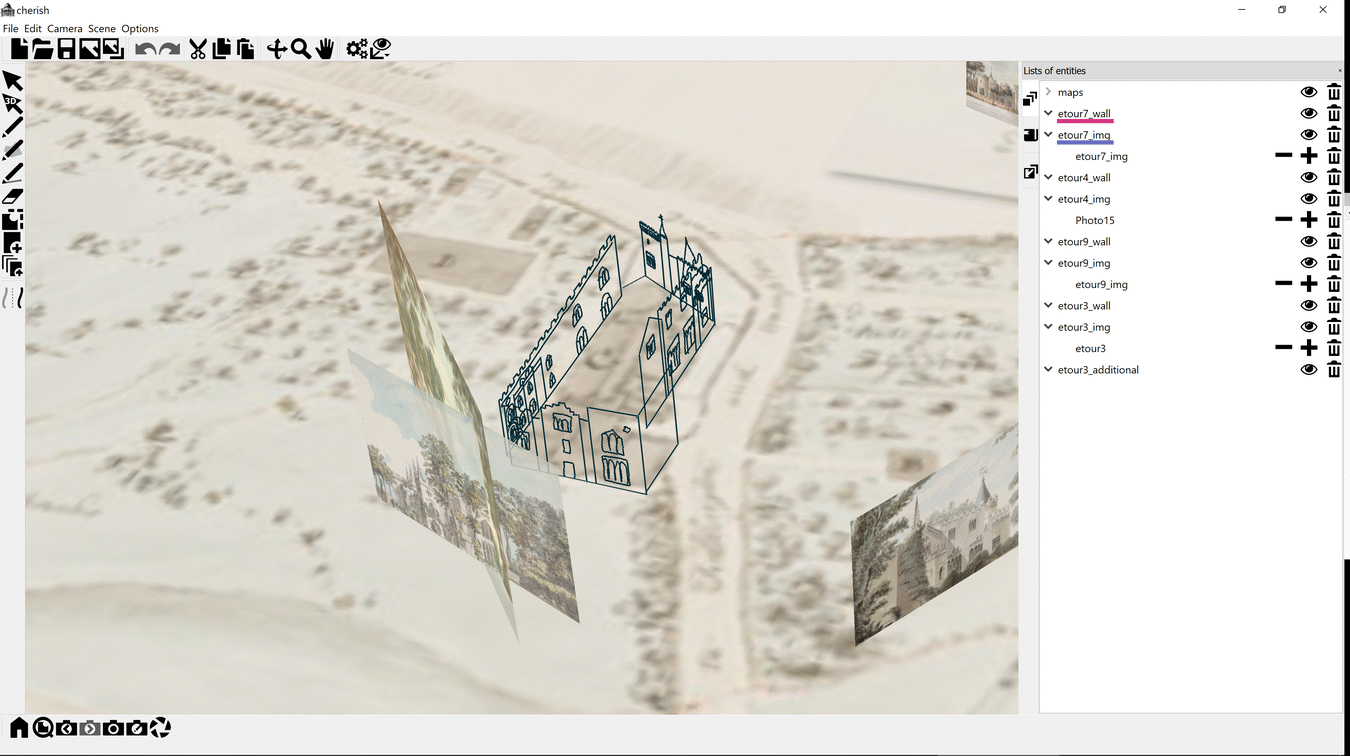 cherish
File Edit Camera Scene Options
Lists of entities
maps
etour7_wall
etour7_img
etour7_img
etour4_wall
etour4_img
Photo15
etour9_wall
etour9_img
etour9_img
etour3_wall
etour3_img
etour3
etour3_additional
3D